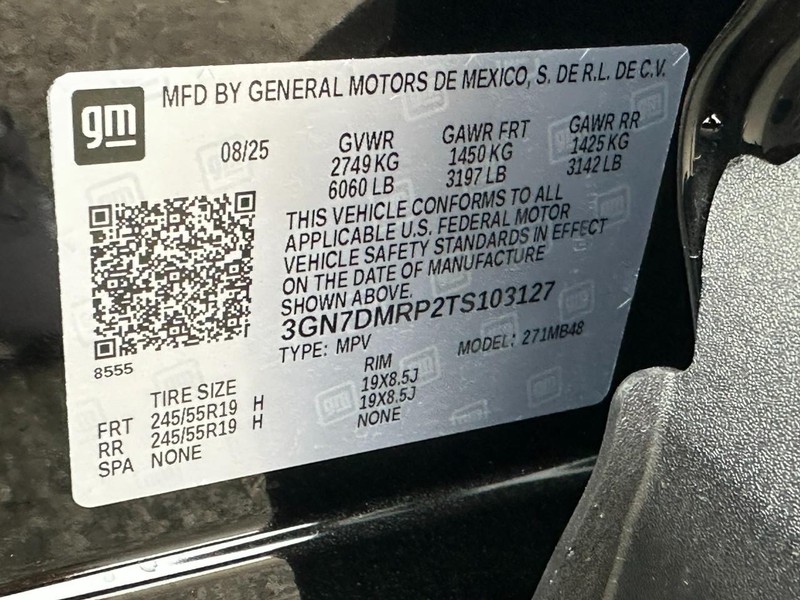 gm
MFD BY GENERAL MOTORS DE MEXICO, S. DE R.L. DE C.V.
08/25
GVWR
2749 KG
6060 LB
GAWR FRT
1450 KG
3197 LB
GAWR RR
1425 KG
3142 LB
THIS VEHICLE CONFORMS TO ALL
APPLICABLE U.S. FEDERAL MOTOR
VEHICLE SAFETY STANDARDS IN EFFECT
ON THE DATE OF MANUFACTURE
SHOWN ABOVE.
3GN7DMRP2TS103127
TYPE: MPV MODEL: 271MB48
8555
TIRE SIZE RIM
FRT 245/55R19 H 19X8.5J
RR 245/55R19 H 19X8.5J
SPA NONE NONE